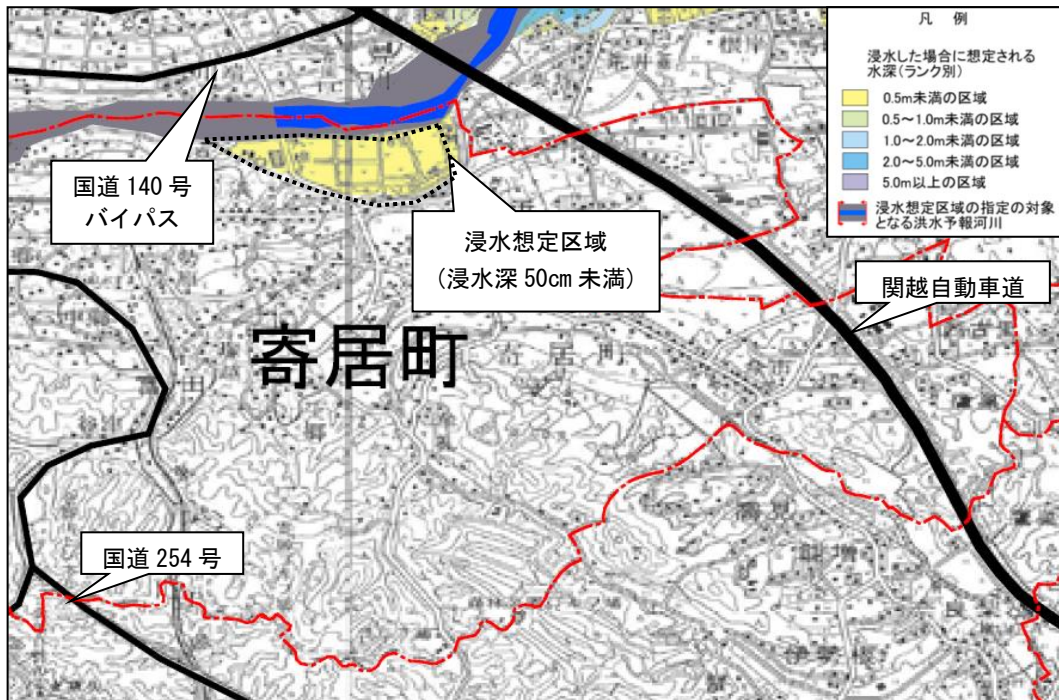 凡 例
浸水した場合に想定される
水深(ランク別)
0.5m未満の区域
0.5～1.0m未満の区域
1.0～2.0m未満の区域
2.0～5.0m未満の区域
5.0m以上の区域
浸水想定区域の指定の対象
となる洪水予報河川
国道 140 号
バイパス
浸水想定区域
(浸水深 50cm 未満)
関越自動車道
寄居町
寄居町
国道 254 号